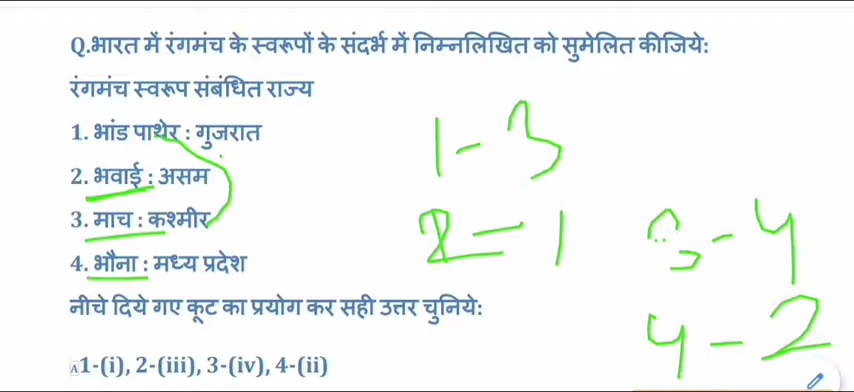 Q.भारत में रंगमंच के स्वरूपों के संदर्भ में निम्नलिखित को सुमेलित कीजिये:
रंगमंच स्वरूप संबंधित राज्य
1. भांड पाथेर : गुजरात
1-3
2. भवाई : असम
3. माच : कश्मीर
2=1
3-4
4. भौना : मध्य प्रदेश
नीचे दिये गए कूट का प्रयोग कर सही उत्तर चुनिये:
4-2
A1-(i), 2-(iii), 3-(iv), 4-(ii)